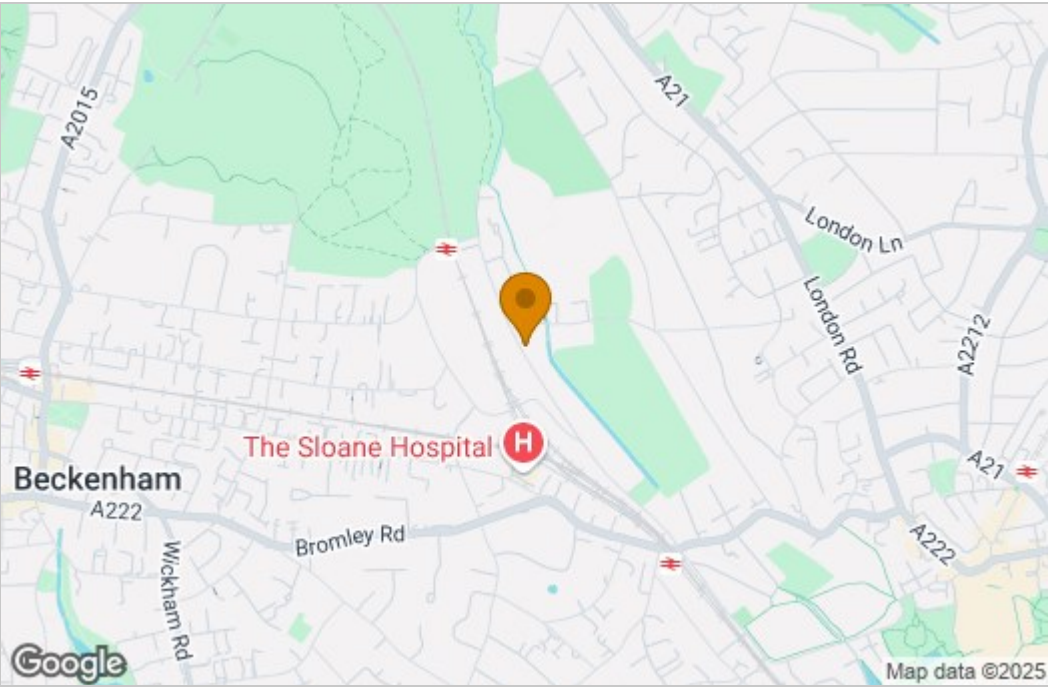 A2015
A21
London Ln
London Rd
A2212
The Sloane Hospital
H
Beckenham
A222
Bromley Rd
Wickham Rd
A21
A222
Google
Map data ©2025